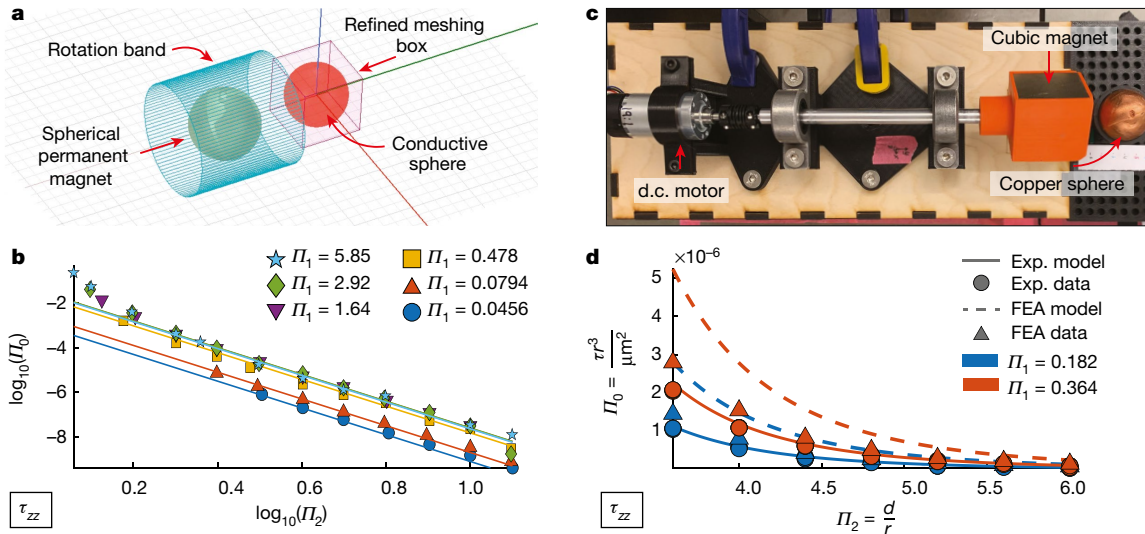 a
Rotation band
Refined meshing
box
Spherical
permanent
magnet
Conductive
sphere
b
Π₁ = 5.85
Π₁ = 2.92
Π₁ = 1.64
Π₁ = 0.478
Π₁ = 0.0794
Π₁ = 0.0456
log₁₀(Π₀)
−2
−4
−6
−8
0.2
0.4
0.6
0.8
1.0
log₁₀(Π₂)
τzz
c
Cubic magnet
d.c. motor
Copper sphere
d
×10⁻⁶
Π₀ = τr³/μm²
5
4
3
2
1
Exp. model
Exp. data
FEA model
FEA data
Π₁ = 0.182
Π₁ = 0.364
4.0
4.5
4.8
5.2
5.6
6.0
Π₂ = d/r
τzz